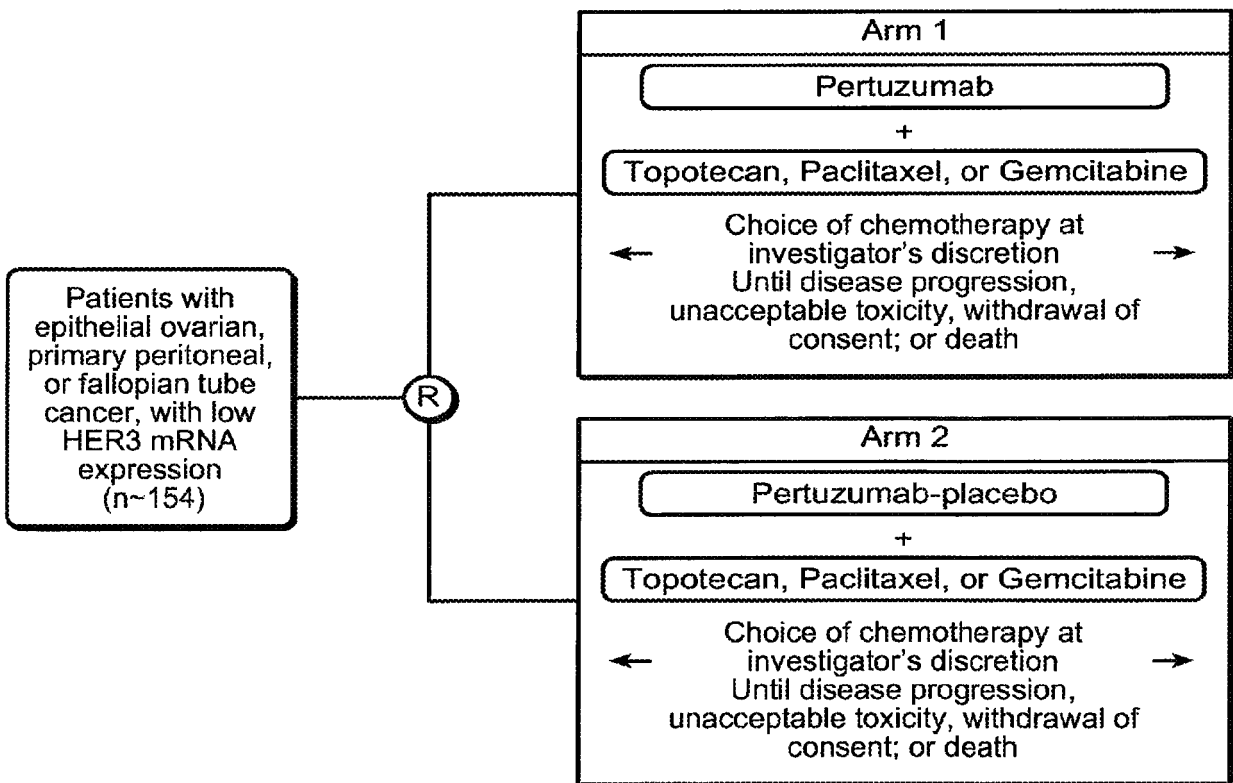 Patients with
epithelial ovarian,
primary peritoneal,
or fallopian tube
cancer, with low
HER3 mRNA
expression
(n~154)
R
Arm 1
Pertuzumab
+
Topotecan, Paclitaxel, or Gemcitabine
Choice of chemotherapy at
investigator's discretion
Until disease progression,
unacceptable toxicity, withdrawal of
consent; or death
Arm 2
Pertuzumab-placebo
+
Topotecan, Paclitaxel, or Gemcitabine
Choice of chemotherapy at
investigator's discretion
Until disease progression,
unacceptable toxicity, withdrawal of
consent; or death